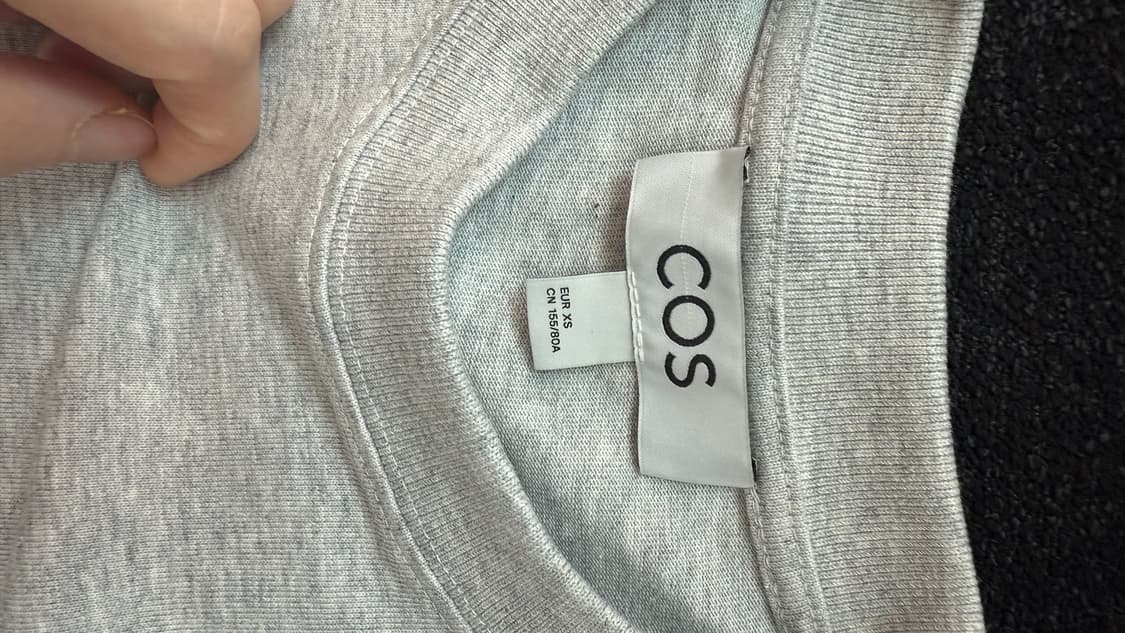 COS
EUR XS
CN 155/80A